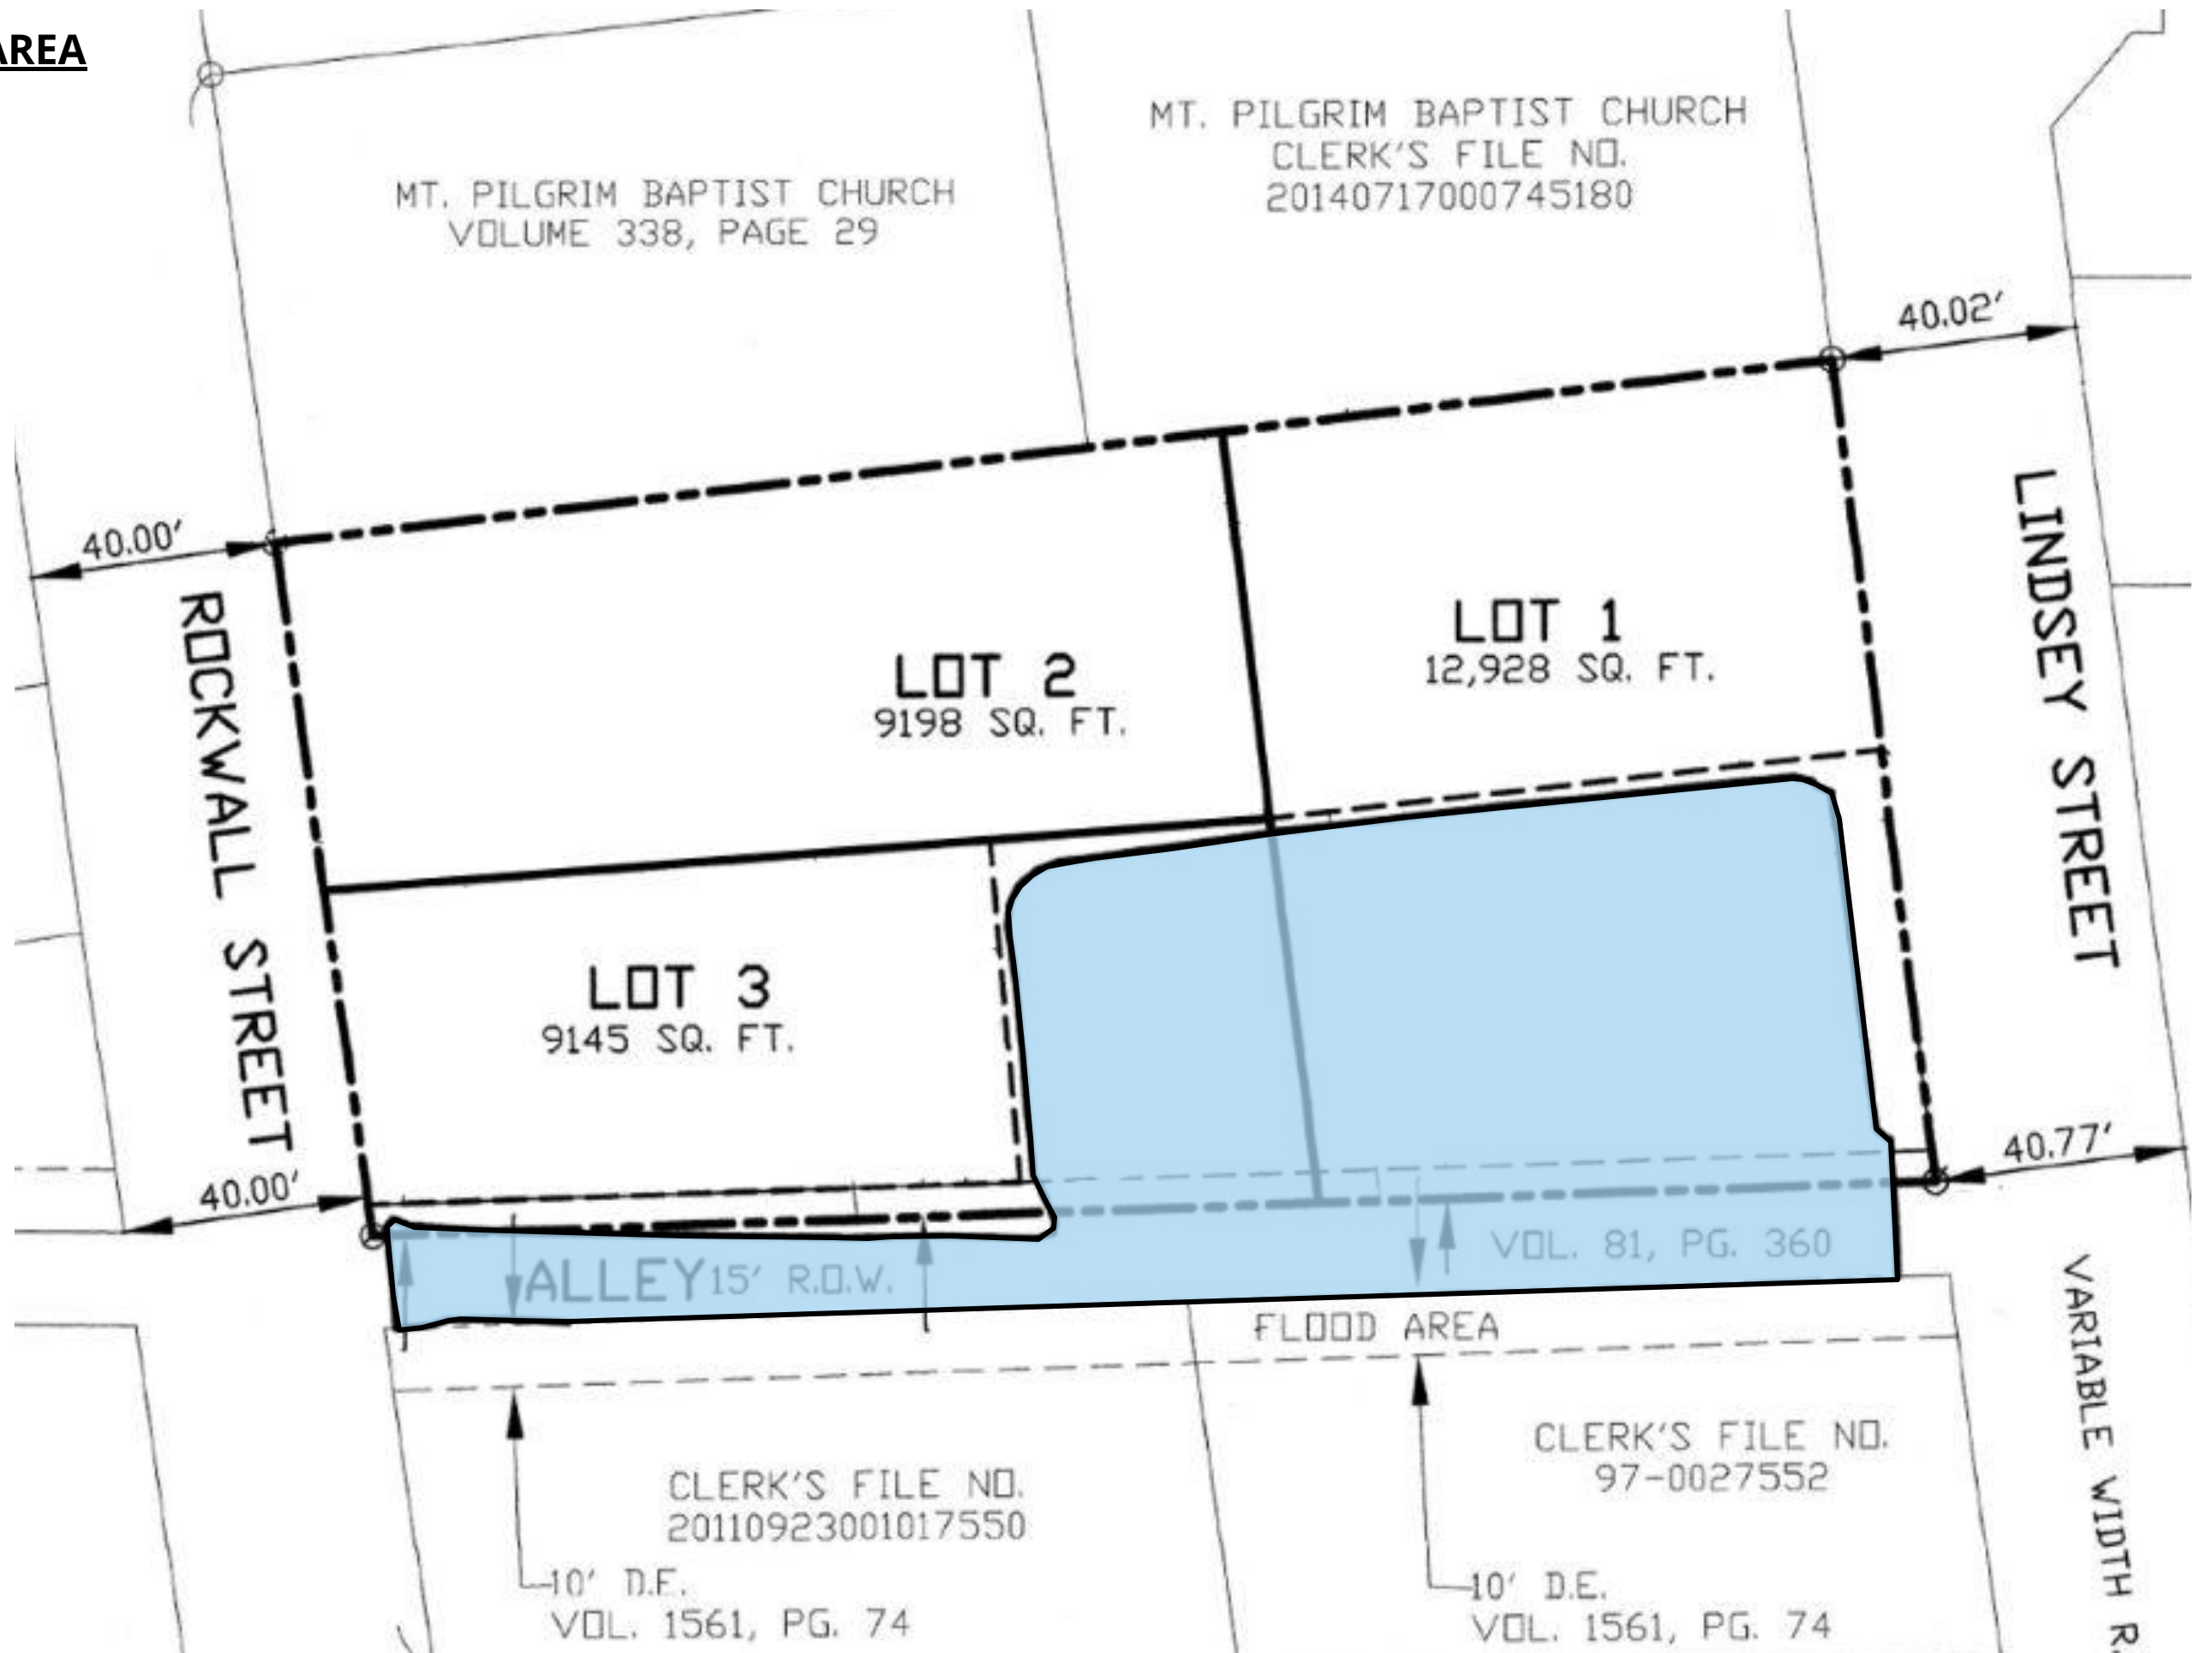 AREA
MT. PILGRIM BAPTIST CHURCH
VOLUME 338, PAGE 29
MT. PILGRIM BAPTIST CHURCH
CLERK'S FILE NO.
20140717000745180
40.02'
40.00'
ROCKWALL STREET
LINDSEY STREET
LOT 1
12,928 SQ. FT.
LOT 2
9198 SQ. FT.
LOT 3
9145 SQ. FT.
40.00'
40.77'
ALLEY 15' R.O.W.
VOL. 81, PG. 360
FLOOD AREA
VARIABLE WIDTH R.
CLERK'S FILE NO.
20110923001017550
CLERK'S FILE NO.
97-0027552
10' D.E.
VOL. 1561, PG. 74
10' D.E.
VOL. 1561, PG. 74